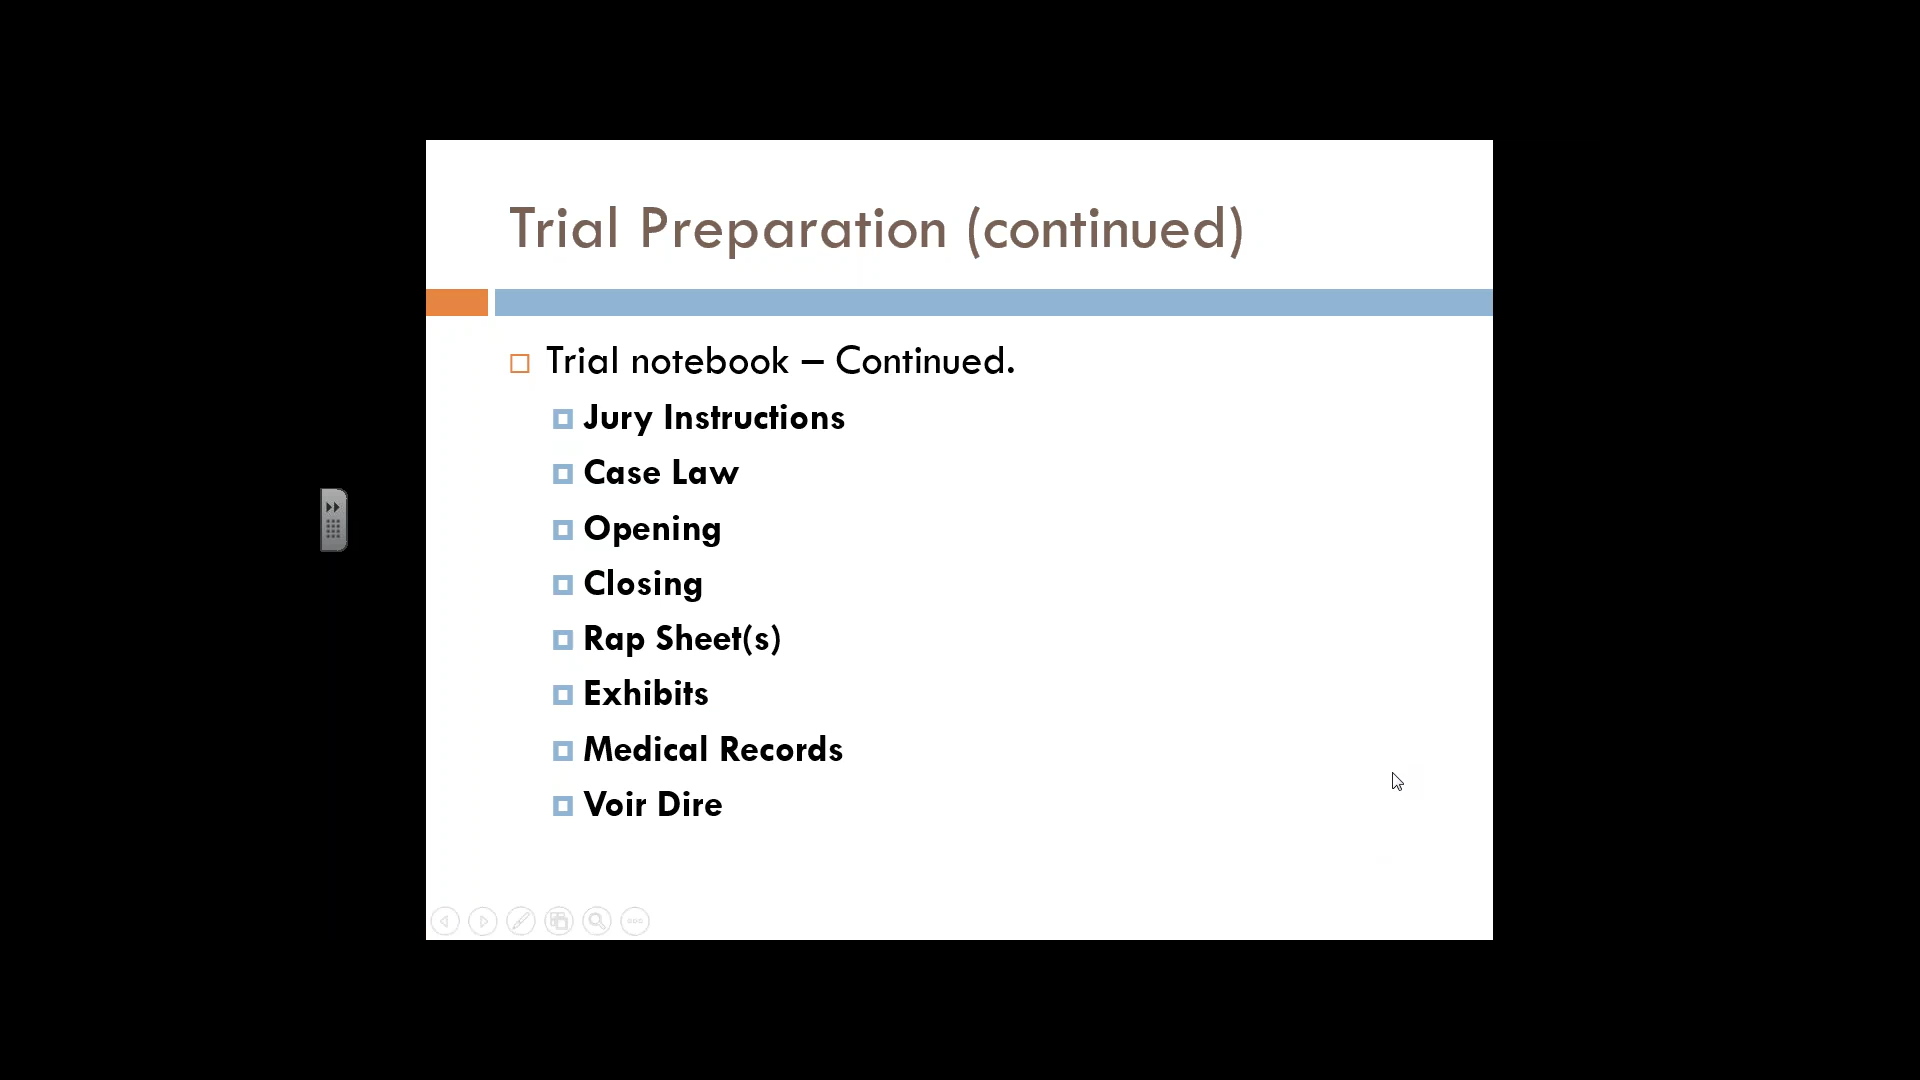 Trial Preparation (continued)
Trial notebook – Continued.
Jury Instructions
Case Law
Opening
Closing
Rap Sheet(s)
Exhibits
Medical Records
Voir Dire